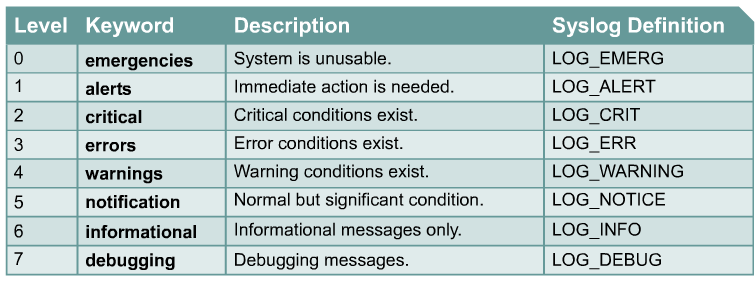 Level Keyword Description Syslog Definition
0 emergencies System is unusable. LOG_EMERG
1 alerts Immediate action is needed. LOG_ALERT
2 critical Critical conditions exist. LOG_CRIT
3 errors Error conditions exist. LOG_ERR
4 warnings Warning conditions exist. LOG_WARNING
5 notification Normal but significant condition. LOG_NOTICE
6 informational Informational messages only. LOG_INFO
7 debugging Debugging messages. LOG_DEBUG